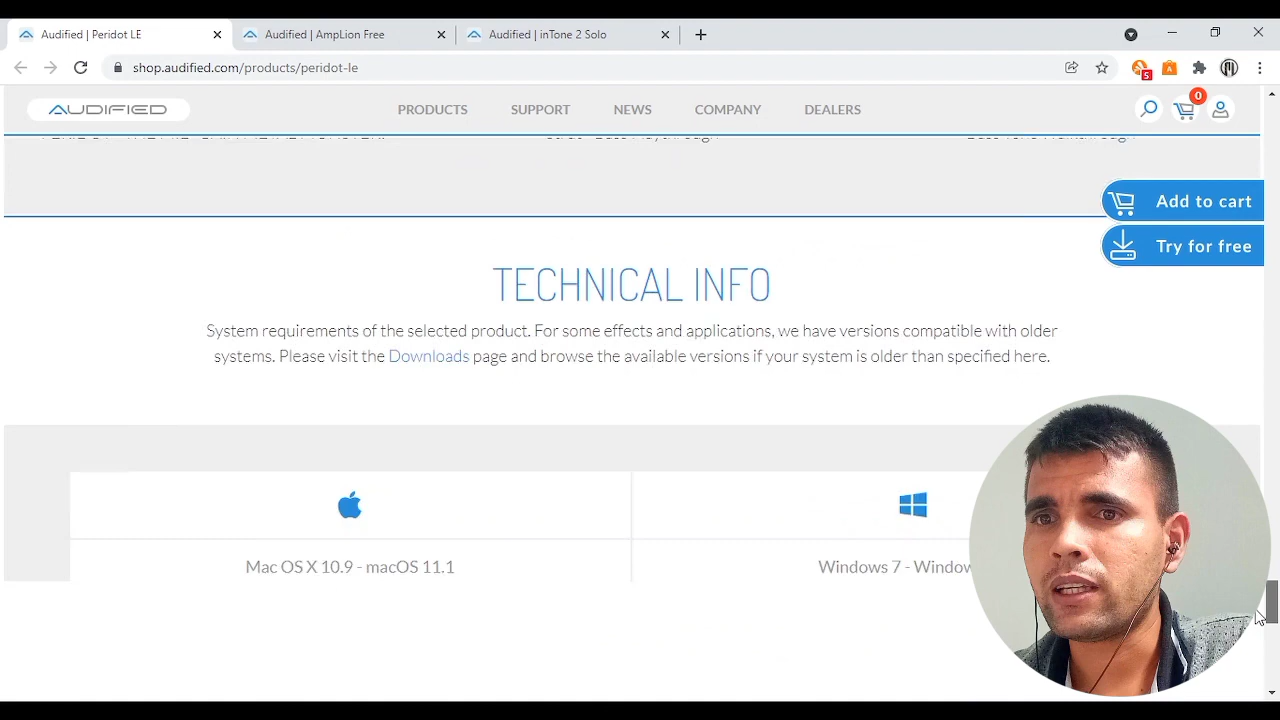 Audified | Peridot LE
Audified | AmpLion Free
Audified | inTone 2 Solo
shop.audified.com/products/peridot-le
5
A
AUDIFIED
PRODUCTS
SUPPORT
NEWS
COMPANY
DEALERS
0
Add to cart
Try for free
TECHNICAL INFO
System requirements of the selected product. For some effects and applications, we have versions compatible with older
systems. Please visit the Downloads page and browse the available versions if your system is older than specified here.
Mac OS X 10.9 - macOS 11.1
Windows 7 -